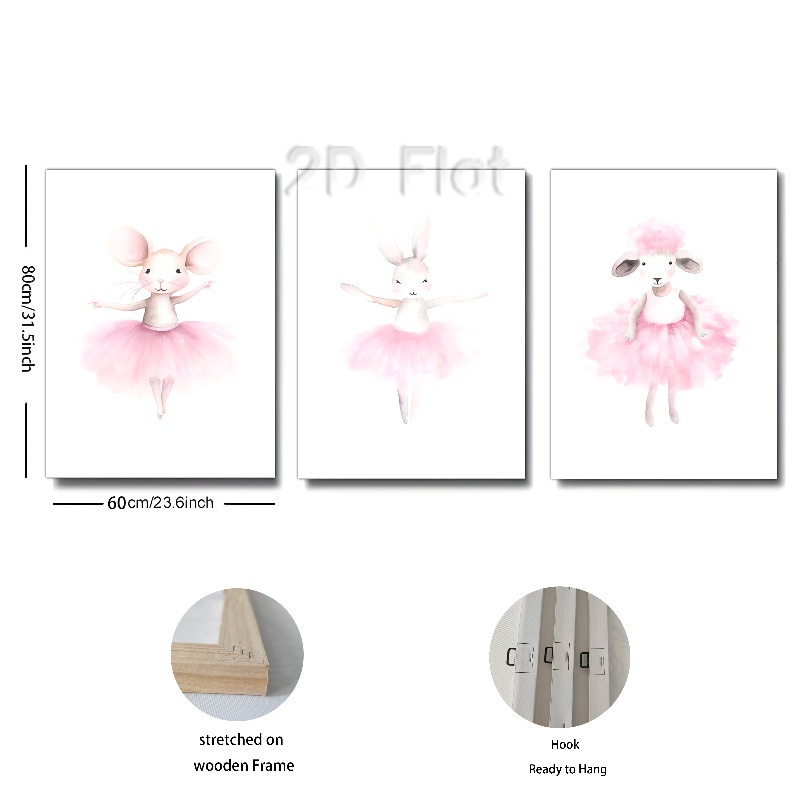 2D Flat
80cm/31.5inch
60cm/23.6inch
stretched on
wooden Frame
Hook
Ready to Hang